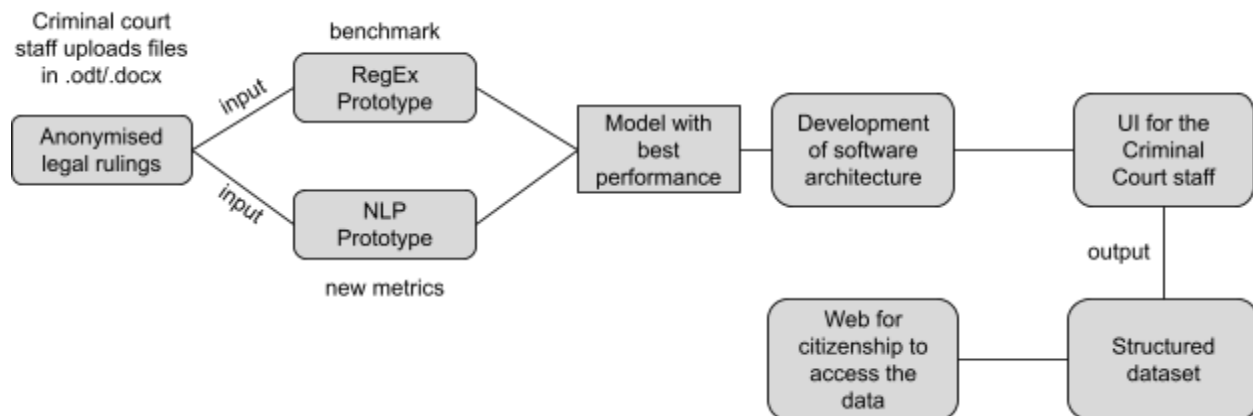 Criminal court
staff uploads files
in .odt/.docx
Anonymised
legal rulings
input
input
benchmark
RegEx
Prototype
NLP
Prototype
new metrics
Model with
best
performance
Development
of software
architecture
UI for the
Criminal
Court staff
output
Structured
dataset
Web for
citizenship to
access the
data